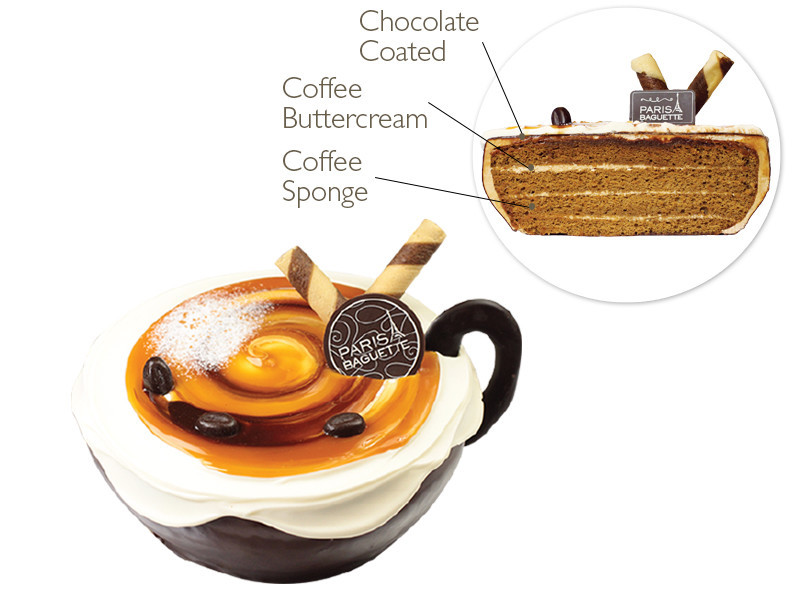 Chocolate
Coated
Coffee
Buttercream
Coffee
Sponge
PARIS
BAGUETTE
PARIS
BAGUETTE